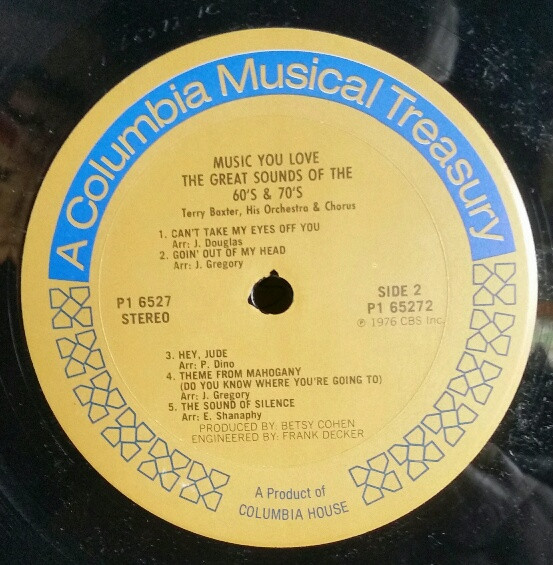 A Columbia Musical Treasury
MUSIC YOU LOVE
THE GREAT SOUNDS OF THE
60'S & 70'S
Terry Baxter, His Orchestra & Chorus
1. CAN'T TAKE MY EYES OFF YOU
Arr: J. Douglas
2. GOIN' OUT OF MY HEAD
Arr: J. Gregory
P1 6527
STEREO
SIDE 2
P1 65272
℗ 1976 CBS Inc.
3. HEY, JUDE
Arr: P. Dino
4. THEME FROM MAHOGANY
(DO YOU KNOW WHERE YOU'RE GOING TO)
Arr: J. Gregory
5. THE SOUND OF SILENCE
Arr: E. Shanaphy
PRODUCED BY: BETSY COHEN
ENGINEERED BY: FRANK DECKER
A Product of
COLUMBIA HOUSE